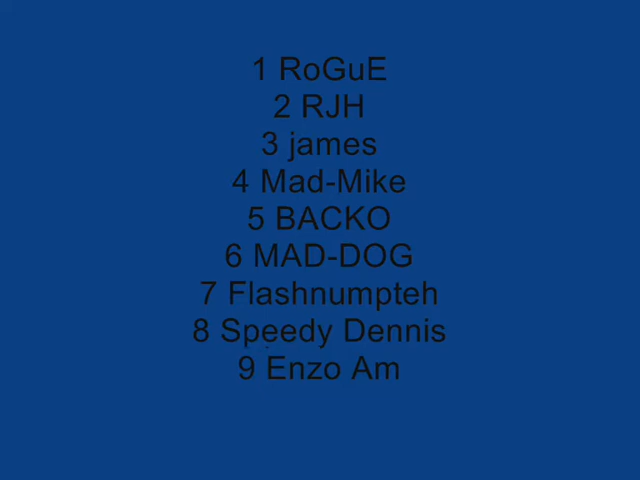 1 RoGuE
2 RJH
3 james
4 Mad-Mike
5 BACKO
6 MAD-DOG
7 Flashnumpteh
8 Speedy Dennis
9 Enzo Am